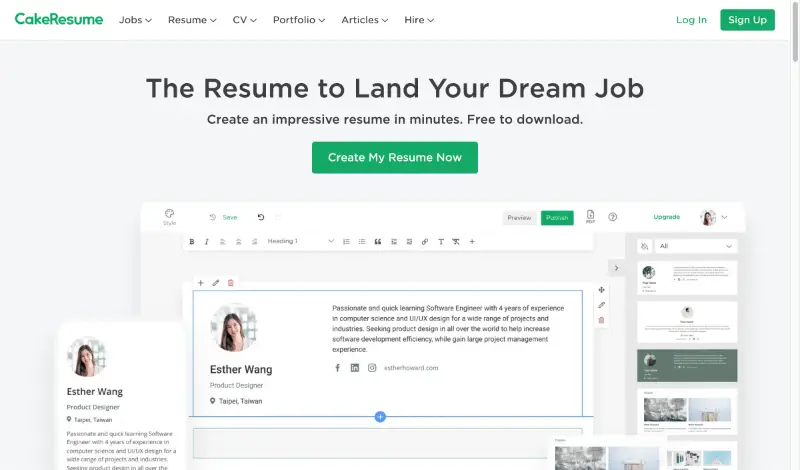 CakeResume
Jobs
Resume
CV
Portfolio
Articles
Hire
Log In
Sign Up
The Resume to Land Your Dream Job
Create an impressive resume in minutes. Free to download.
Create My Resume Now
Style
Save
Preview
Publish
PDF
Upgrade
B I
Heading 1
All
Passionate and quick learning Software Engineer with 4 years of experience
in computer science and UI/UX design for a wide range of projects and
industries. Seeking product design in all over the world to help increase
software development efficiency, while gain large project management
experience.
Esther Wang
Product Designer
Taipei, Taiwan
estherhoward.com
Esther Wang
Product Designer
Taipei, Taiwan
Passionate and quick learning Software
Engineer with 4 years of experience in
computer science and UI/UX design for a
wide range of projects and industries.
Seeking product design in all over the